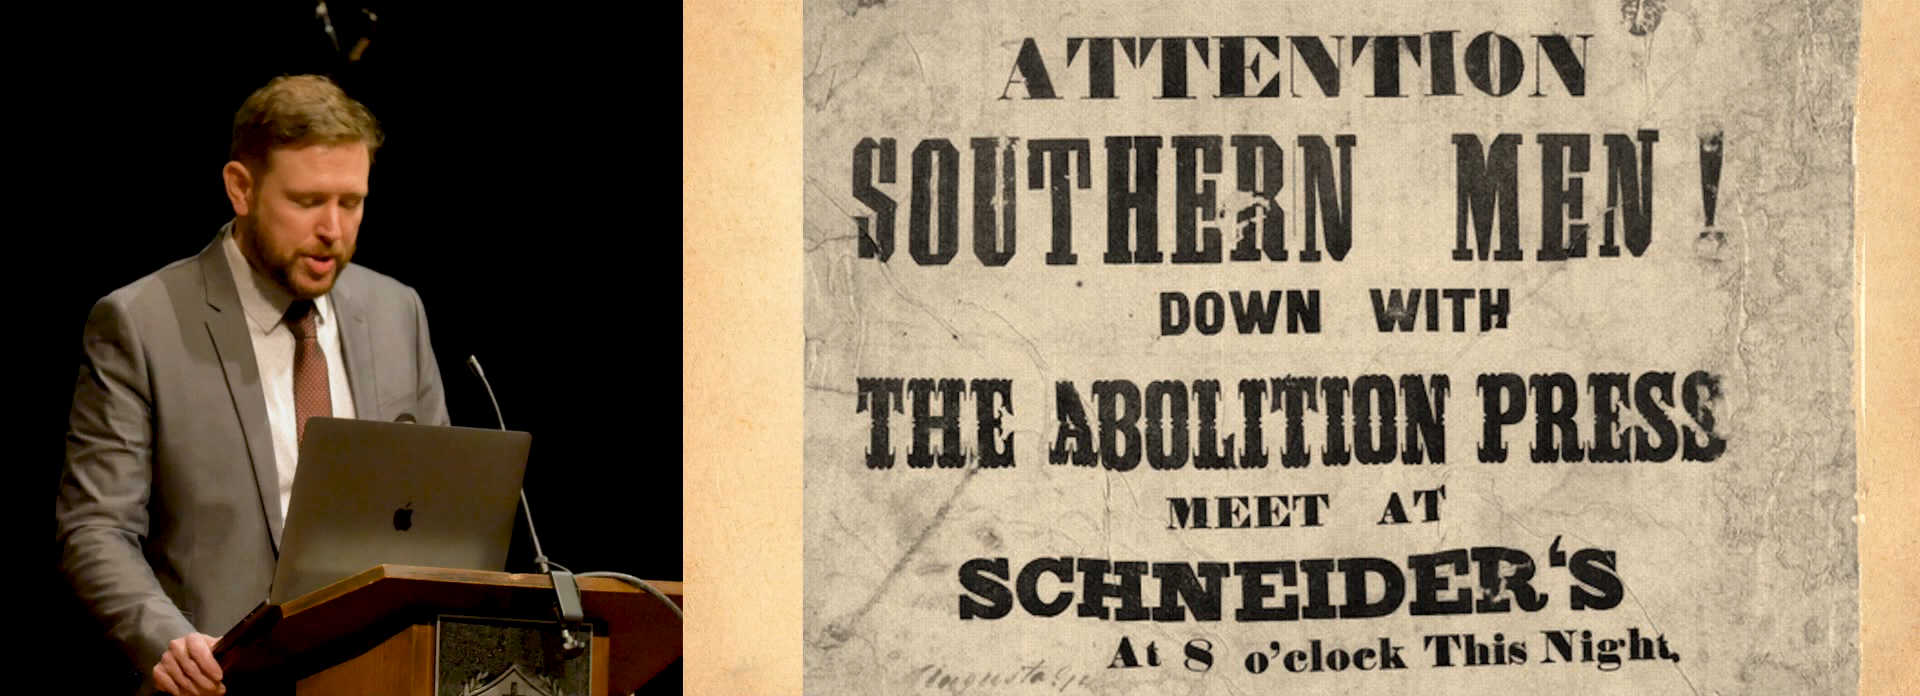 ATTENTION
SOUTHERN MEN!
DOWN WITH
THE ABOLITION PRESS
MEET AT
SCHNEIDER'S
At 8 o'clock This Night,